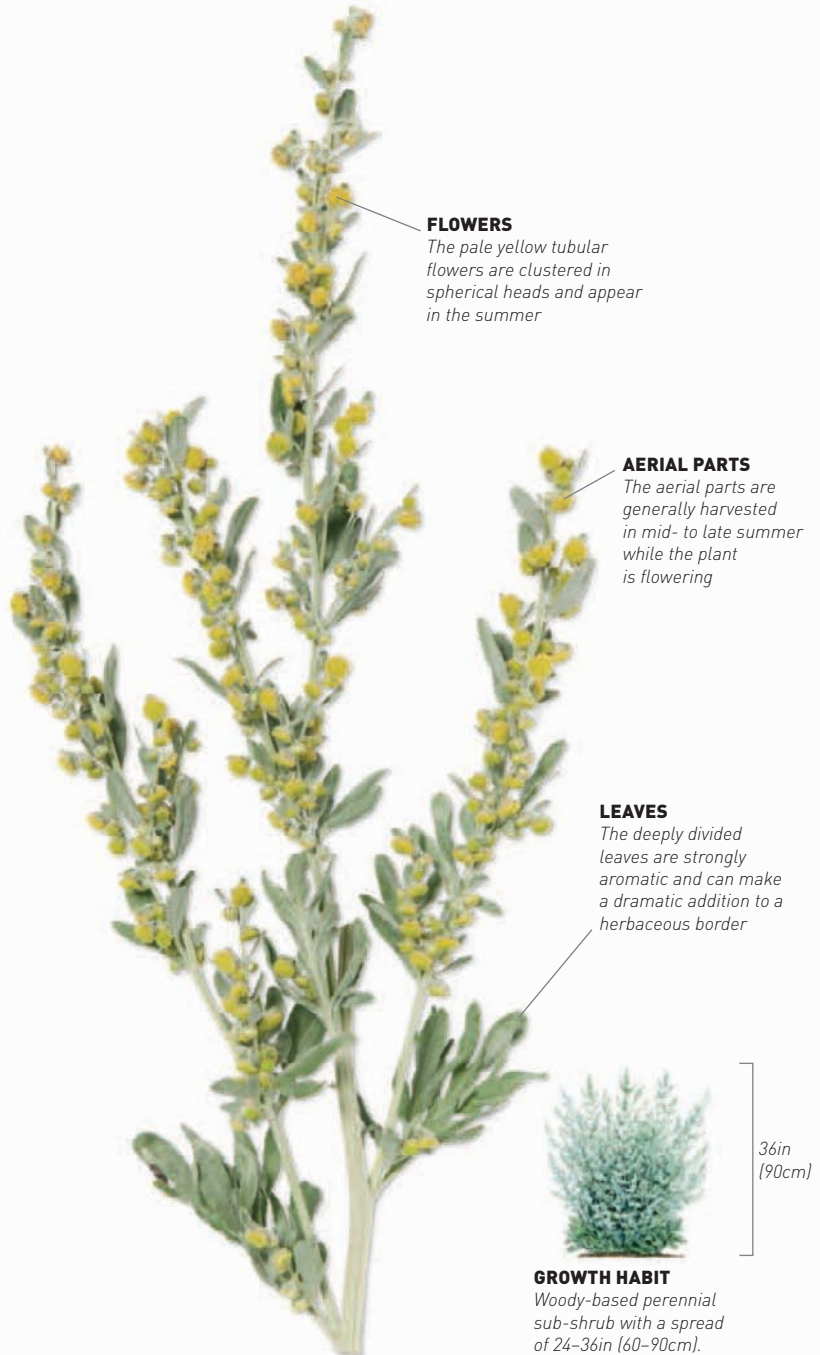 FLOWERS
The pale yellow tubular
flowers are clustered in
spherical heads and appear
in the summer
AERIAL PARTS
The aerial parts are
generally harvested
in mid- to late summer
while the plant
is flowering
LEAVES
The deeply divided
leaves are strongly
aromatic and can make
a dramatic addition to a
herbaceous border
36in
(90cm)
GROWTH HABIT
Woody-based perennial
sub-shrub with a spread
of 24–36in (60–90cm).